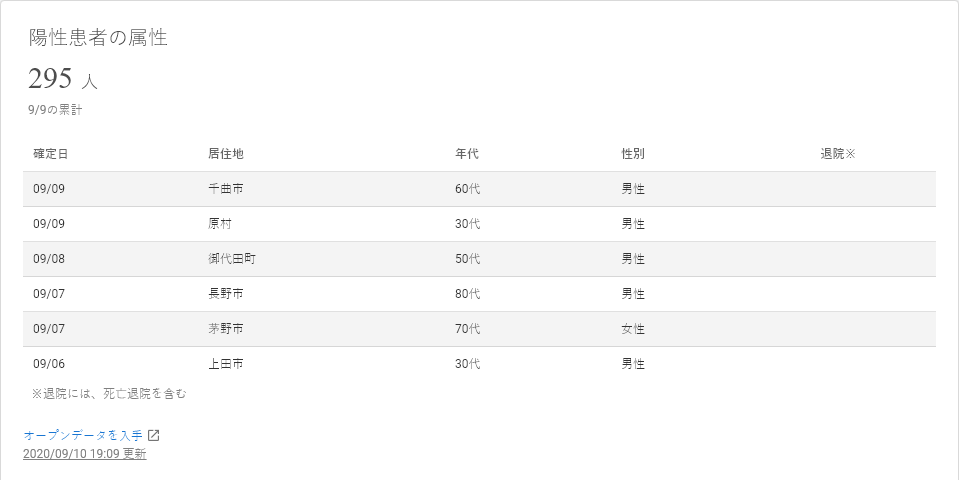 陽性患者の属性
295 人
9/9の累計
確定日 居住地 年代 性別 退院※
09/09 千曲市 60代 男性
09/09 原村 30代 男性
09/08 御代田町 50代 男性
09/07 長野市 80代 男性
09/07 茅野市 70代 女性
09/06 上田市 30代 男性
※退院には、死亡退院を含む
オープンデータを入手
2020/09/10 19:09 更新